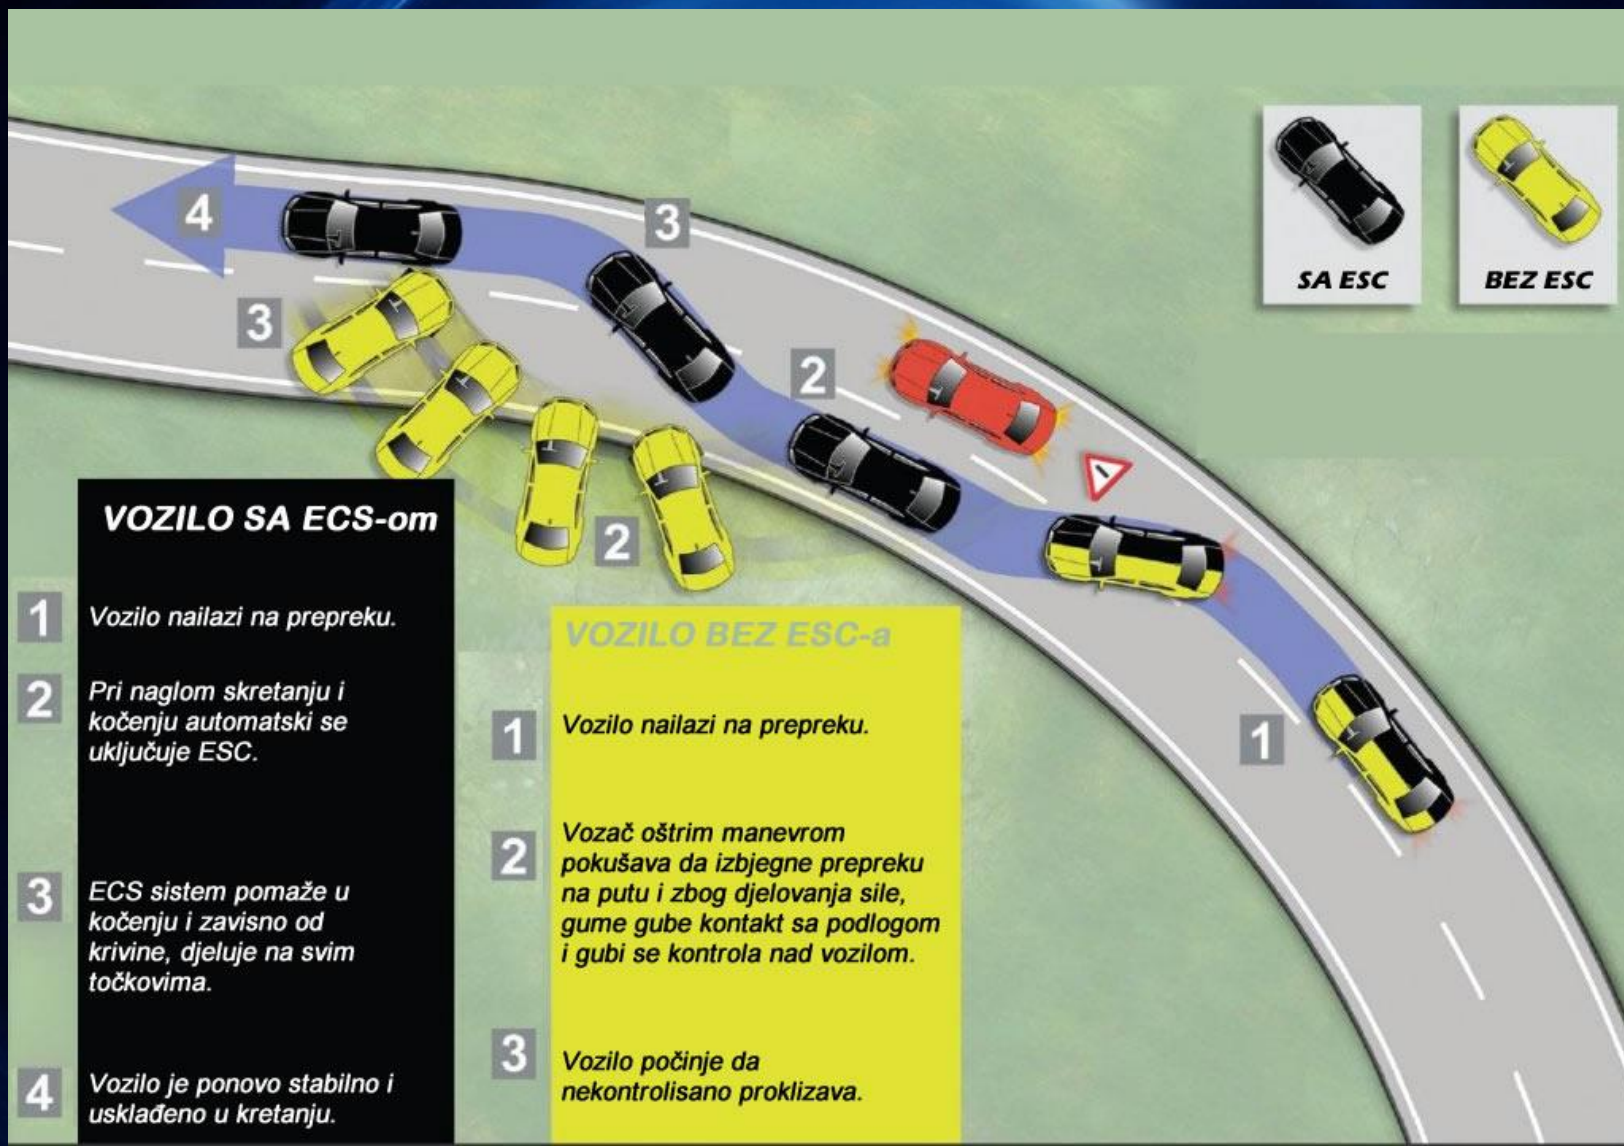 SA ESC
BEZ ESC
4
3
3
2
2
1
VOZILO SA ECS-om
1
Vozilo nailazi na prepreku.
2
Pri naglom skretanju i
kočenju automatski se
uključuje ESC.
3
ECS sistem pomaže u
kočenju i zavisno od
krivine, djeluje na svim
točkovima.
4
Vozilo je ponovo stabilno i
usklađeno u kretanju.
VOZILO BEZ ESC-a
1
Vozilo nailazi na prepreku.
2
Vozač oštrim manevrom
pokušava da izbjegne prepreku
na putu i zbog djelovanja sile,
gume gube kontakt sa podlogom
i gubi se kontrola nad vozilom.
3
Vozilo počinje da
nekontrolisano proklizava.